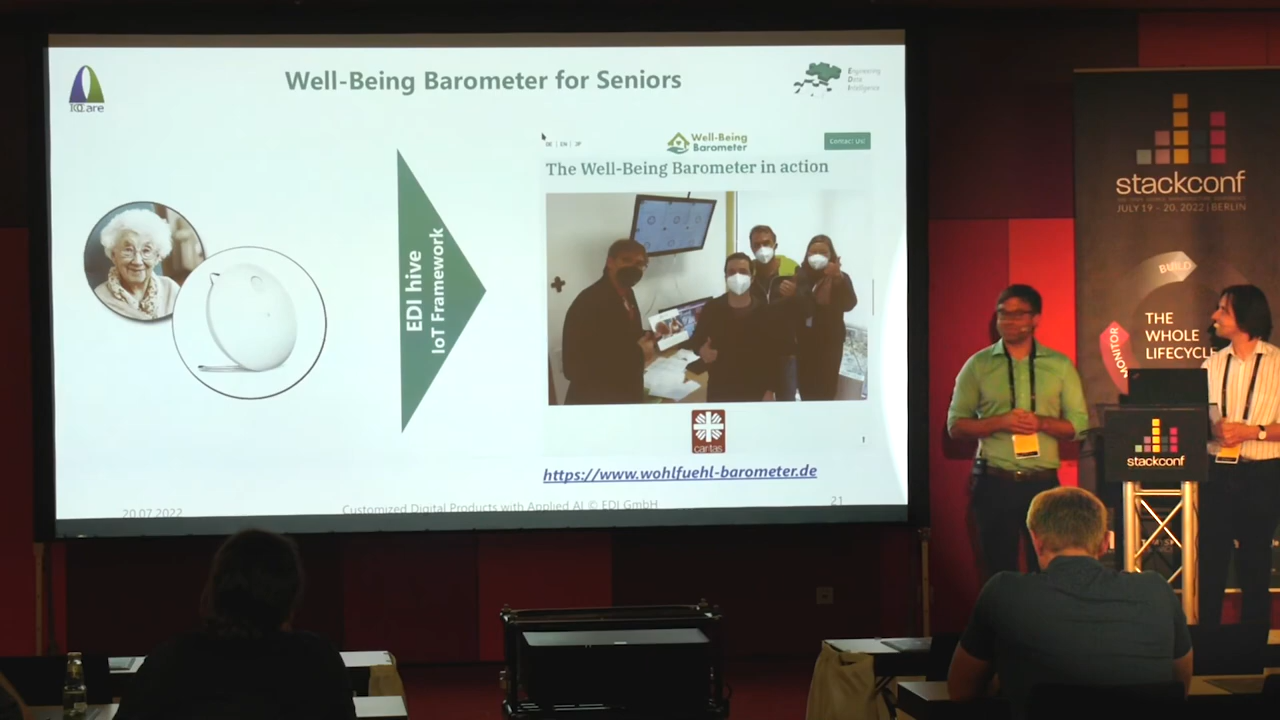 Well-Being Barometer for Seniors
Engineering
Data
Intelligence
DE | EN | JP
Well-Being
Barometer
Contact Us!
The Well-Being Barometer in action
EDI hive
IoT Framework
caritas
1
https://www.wohlfuehl-barometer.de
20.07.2022
Customized Digital Products with Applied AI © EDI GmbH
21
stackconf
JULY 19 - 20, 2022 | BERLIN
BUILD
MONITOR
THE
WHOLE
LIFECYCL
stackconf